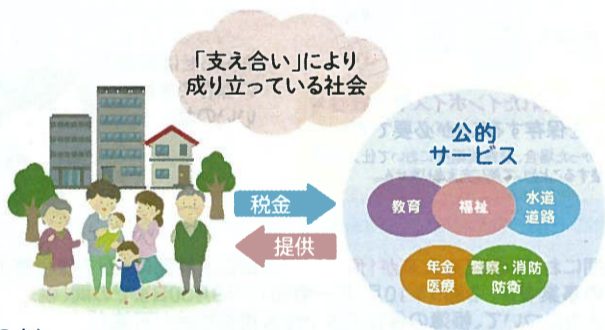 「支え合い」により
成り立っている社会
公的
サービス
税金
提供
教育
福祉
水道
道路
年金
医療
警察・消防
防衛